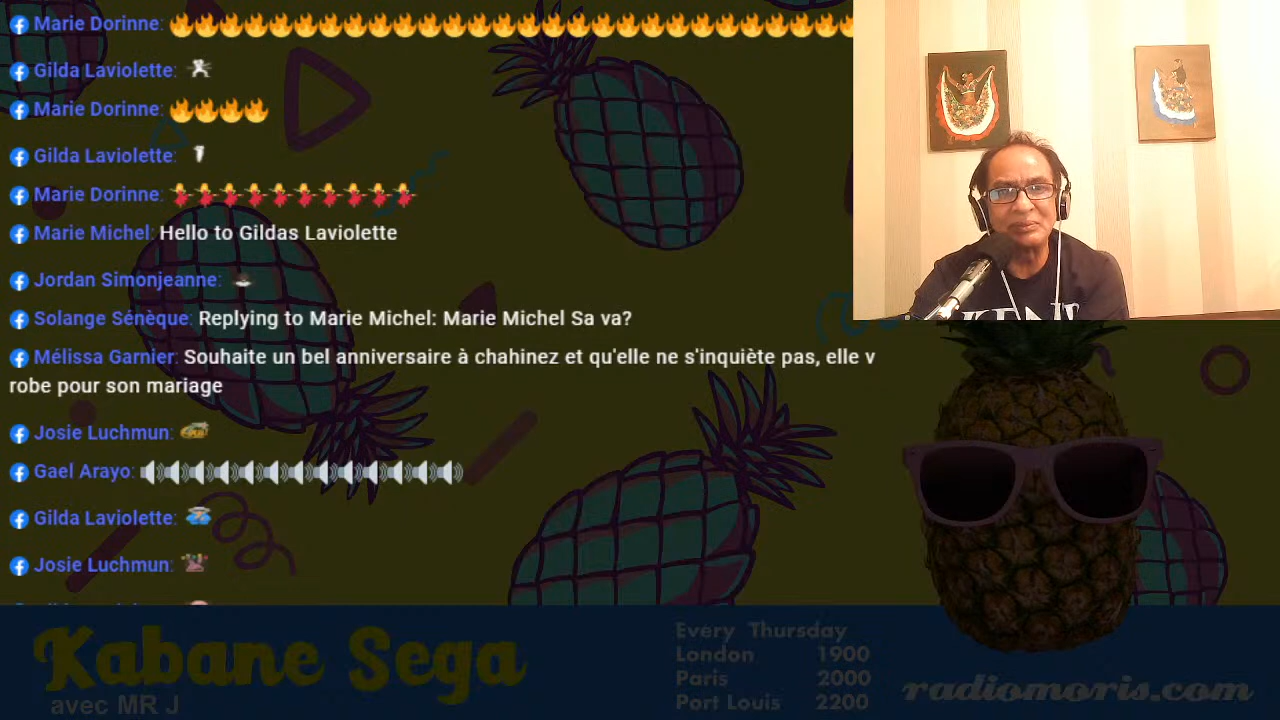 Marie Dorinne: 🔥🔥🔥🔥🔥🔥🔥🔥🔥🔥🔥🔥🔥🔥🔥🔥🔥🔥🔥🔥🔥🔥🔥🔥🔥🔥🔥🔥
Gilda Laviolette:
Marie Dorinne: 🔥🔥🔥🔥
Gilda Laviolette:
Marie Dorinne: 💃💃💃💃💃💃💃💃💃💃
Marie Michel: Hello to Gildas Laviolette
Jordan Simonjeanne:
Solange Sénèque: Replying to Marie Michel: Marie Michel Sa va?
Mélissa Garnier: Souhaite un bel anniversaire à chahinez et qu'elle ne s'inquiète pas, elle v
robe pour son mariage
Josie Luchmun:
Gael Arayo: 🔊🔊🔊🔊🔊🔊🔊🔊🔊🔊🔊🔊🔊
Gilda Laviolette:
Josie Luchmun:
Kabane Sega
avec MR J
Every Thursday
London 1900
Paris 2000
Port Louis 2200
radiomoris.com